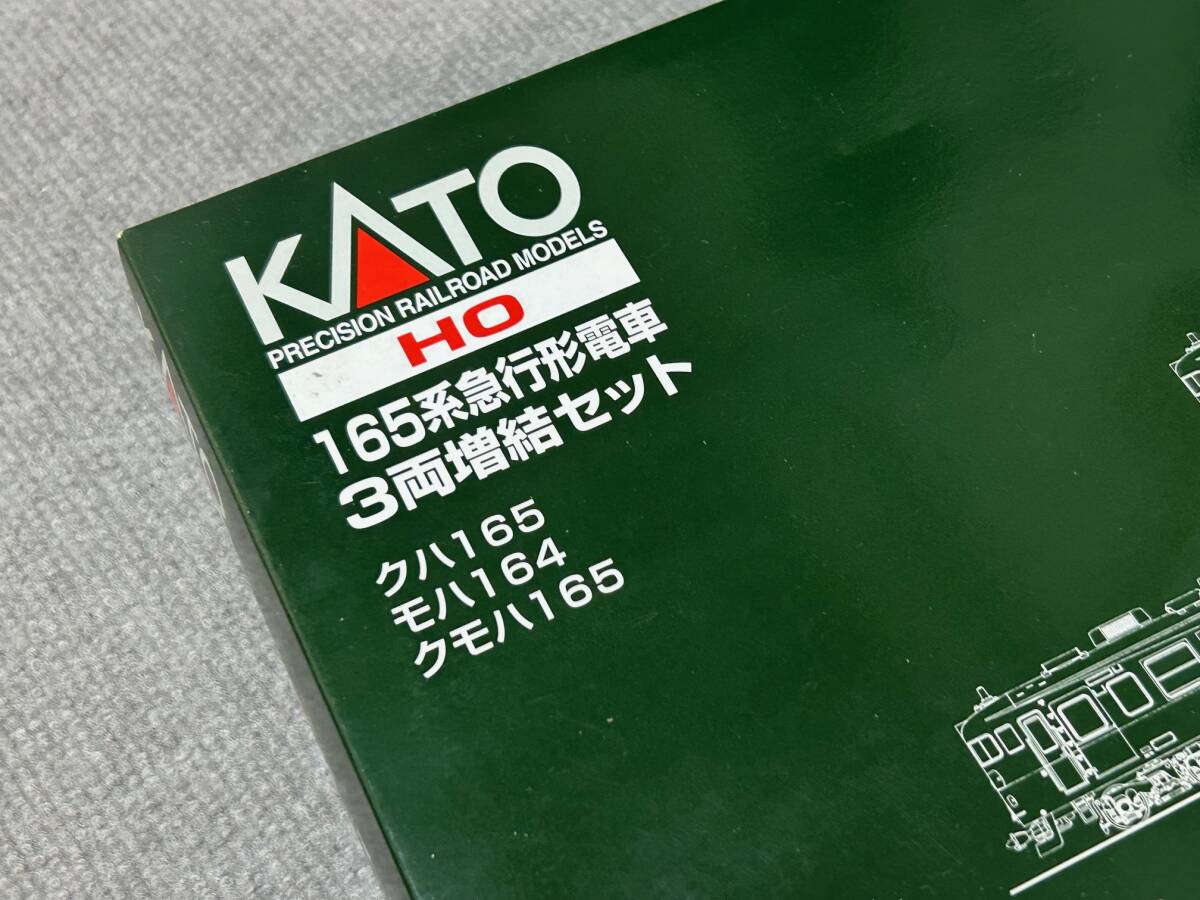 KATO
PRECISION RAILROAD MODELS
HO
165系急行形電車
3両増結セット
クハ165
モハ164
クモハ165